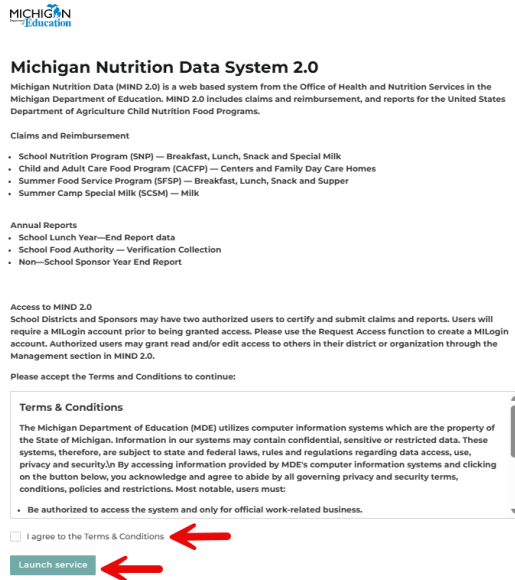 MICHIGAN
Department of
Education
Michigan Nutrition Data System 2.0
Michigan Nutrition Data (MIND 2.0) is a web based system from the Office of Health and Nutrition Services in the
Michigan Department of Education. MIND 2.0 includes claims and reimbursement, and reports for the United States
Department of Agriculture Child Nutrition Food Programs.
Claims and Reimbursement
• School Nutrition Program (SNP) — Breakfast, Lunch, Snack and Special Milk
• Child and Adult Care Food Program (CACFP) — Centers and Family Day Care Homes
• Summer Food Service Program (SFSP) — Breakfast, Lunch, Snack and Supper
• Summer Camp Special Milk (SCSM) — Milk
Annual Reports
• School Lunch Year—End Report data
• School Food Authority — Verification Collection
• Non—School Sponsor Year End Report
Access to MIND 2.0
School Districts and Sponsors may have two authorized users to certify and submit claims and reports. Users will
require a MILogin account prior to being granted access. Please use the Request Access function to create a MILogin
account. Authorized users may grant read and/or edit access to others in their district or organization through the
Management section in MIND 2.0.
Please accept the Terms and Conditions to continue:
Terms & Conditions
The Michigan Department of Education (MDE) utilizes computer information systems which are the property of
the State of Michigan. Information in our systems may contain confidential, sensitive or restricted data. These
systems, therefore, are subject to state and federal laws, rules and regulations regarding data access, use,
privacy and security.\n By accessing information provided by MDE's computer information systems and clicking
on the button below, you acknowledge and agree to abide by all governing privacy and security terms,
conditions, policies and restrictions. Most notably, users must:
• Be authorized to access the system and only for official work-related business.
I agree to the Terms & Conditions
Launch service